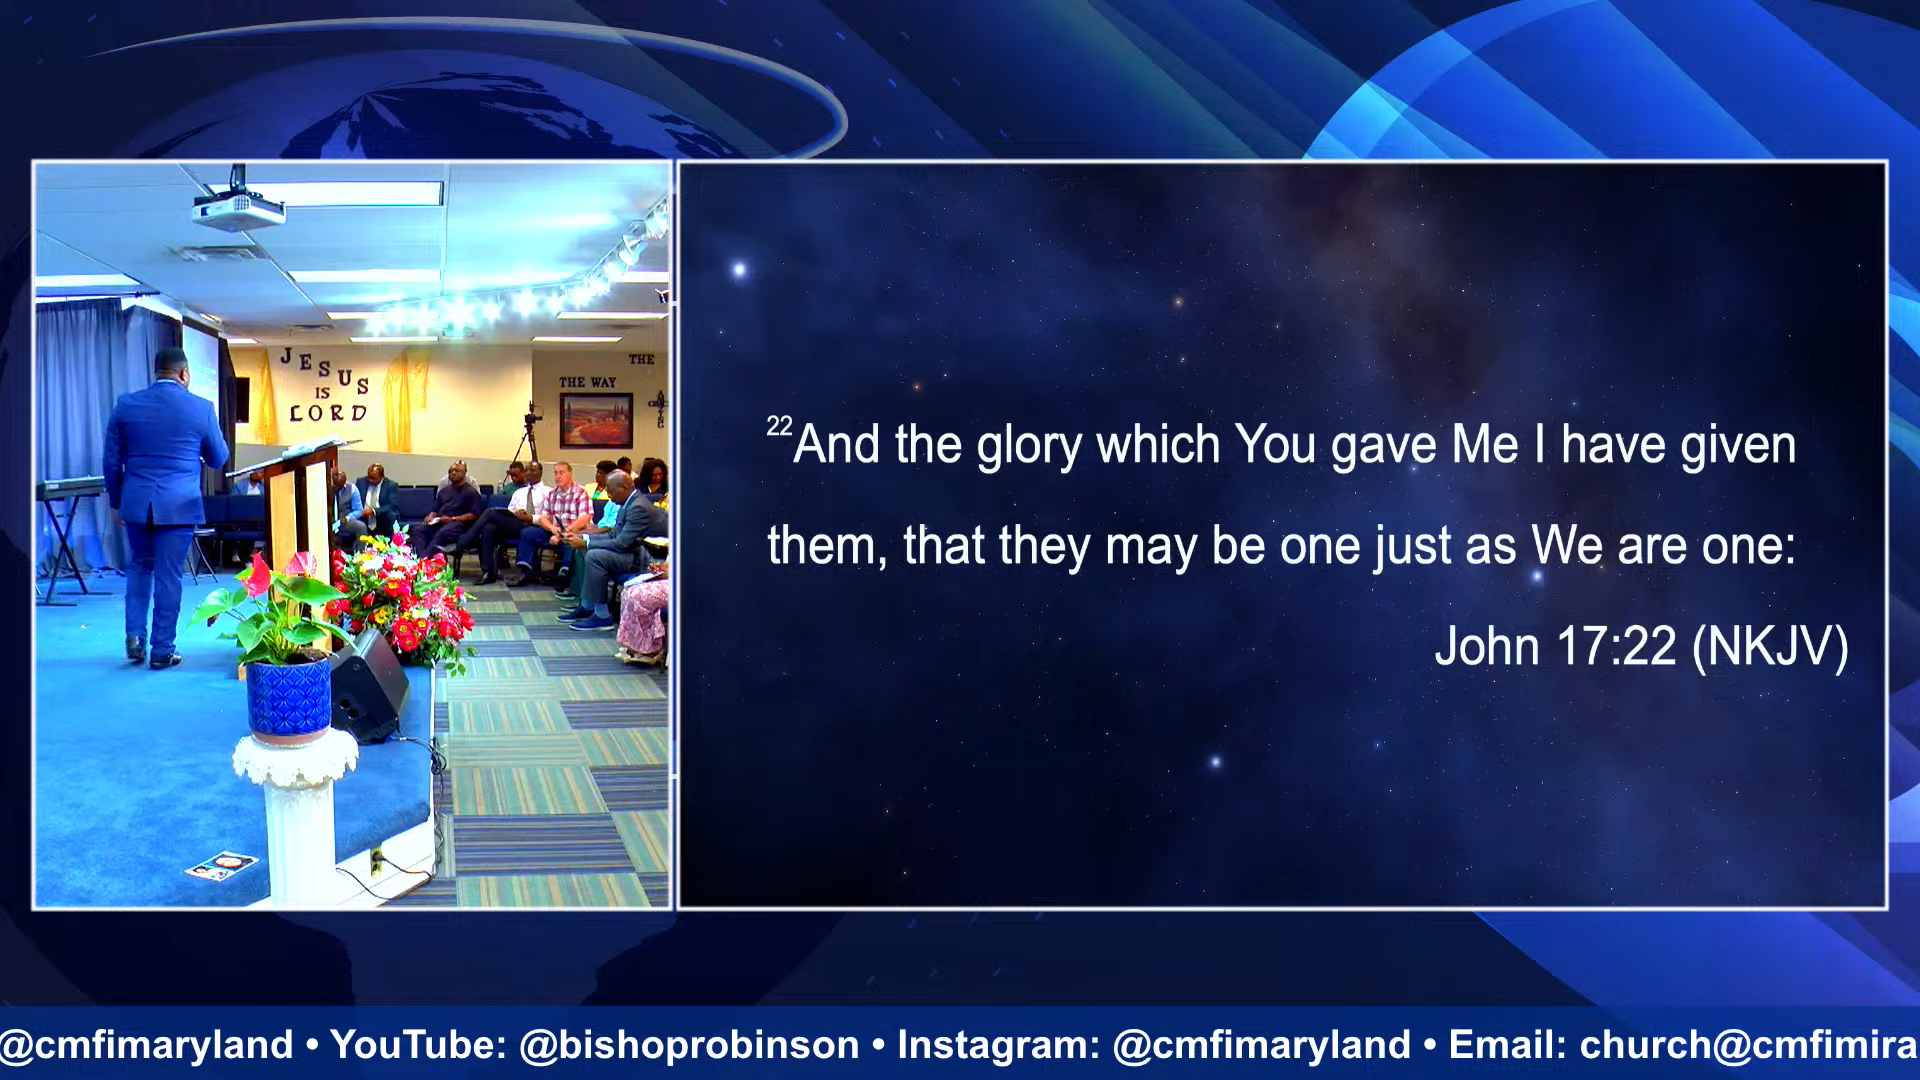 JESUS
IS
LORD
THE WAY
THE
22And the glory which You gave Me I have given
them, that they may be one just as We are one:
John 17:22 (NKJV)
@cmfimaryland • YouTube: @bishoprobinson • Instagram: @cmfimaryland • Email: church@cmfimira